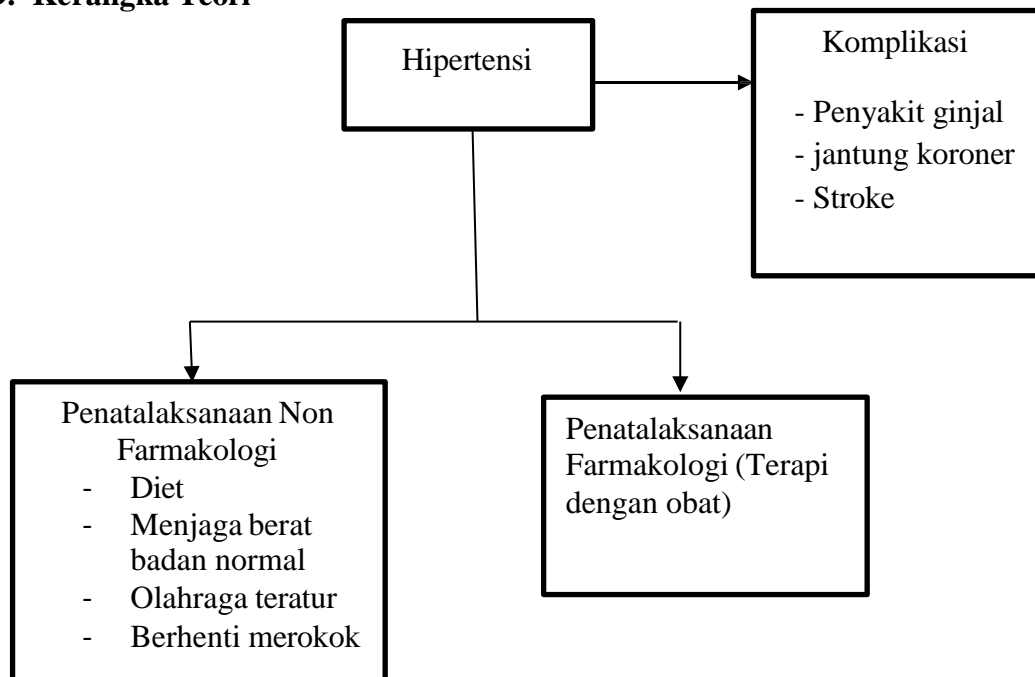 Kerangka Teori
Hipertensi
Komplikasi
- Penyakit ginjal
- jantung koroner
- Stroke
Penatalaksanaan Non
Farmakologi
- Diet
- Menjaga berat
badan normal
- Olahraga teratur
- Berhenti merokok
Penatalaksanaan
Farmakologi (Terapi
dengan obat)